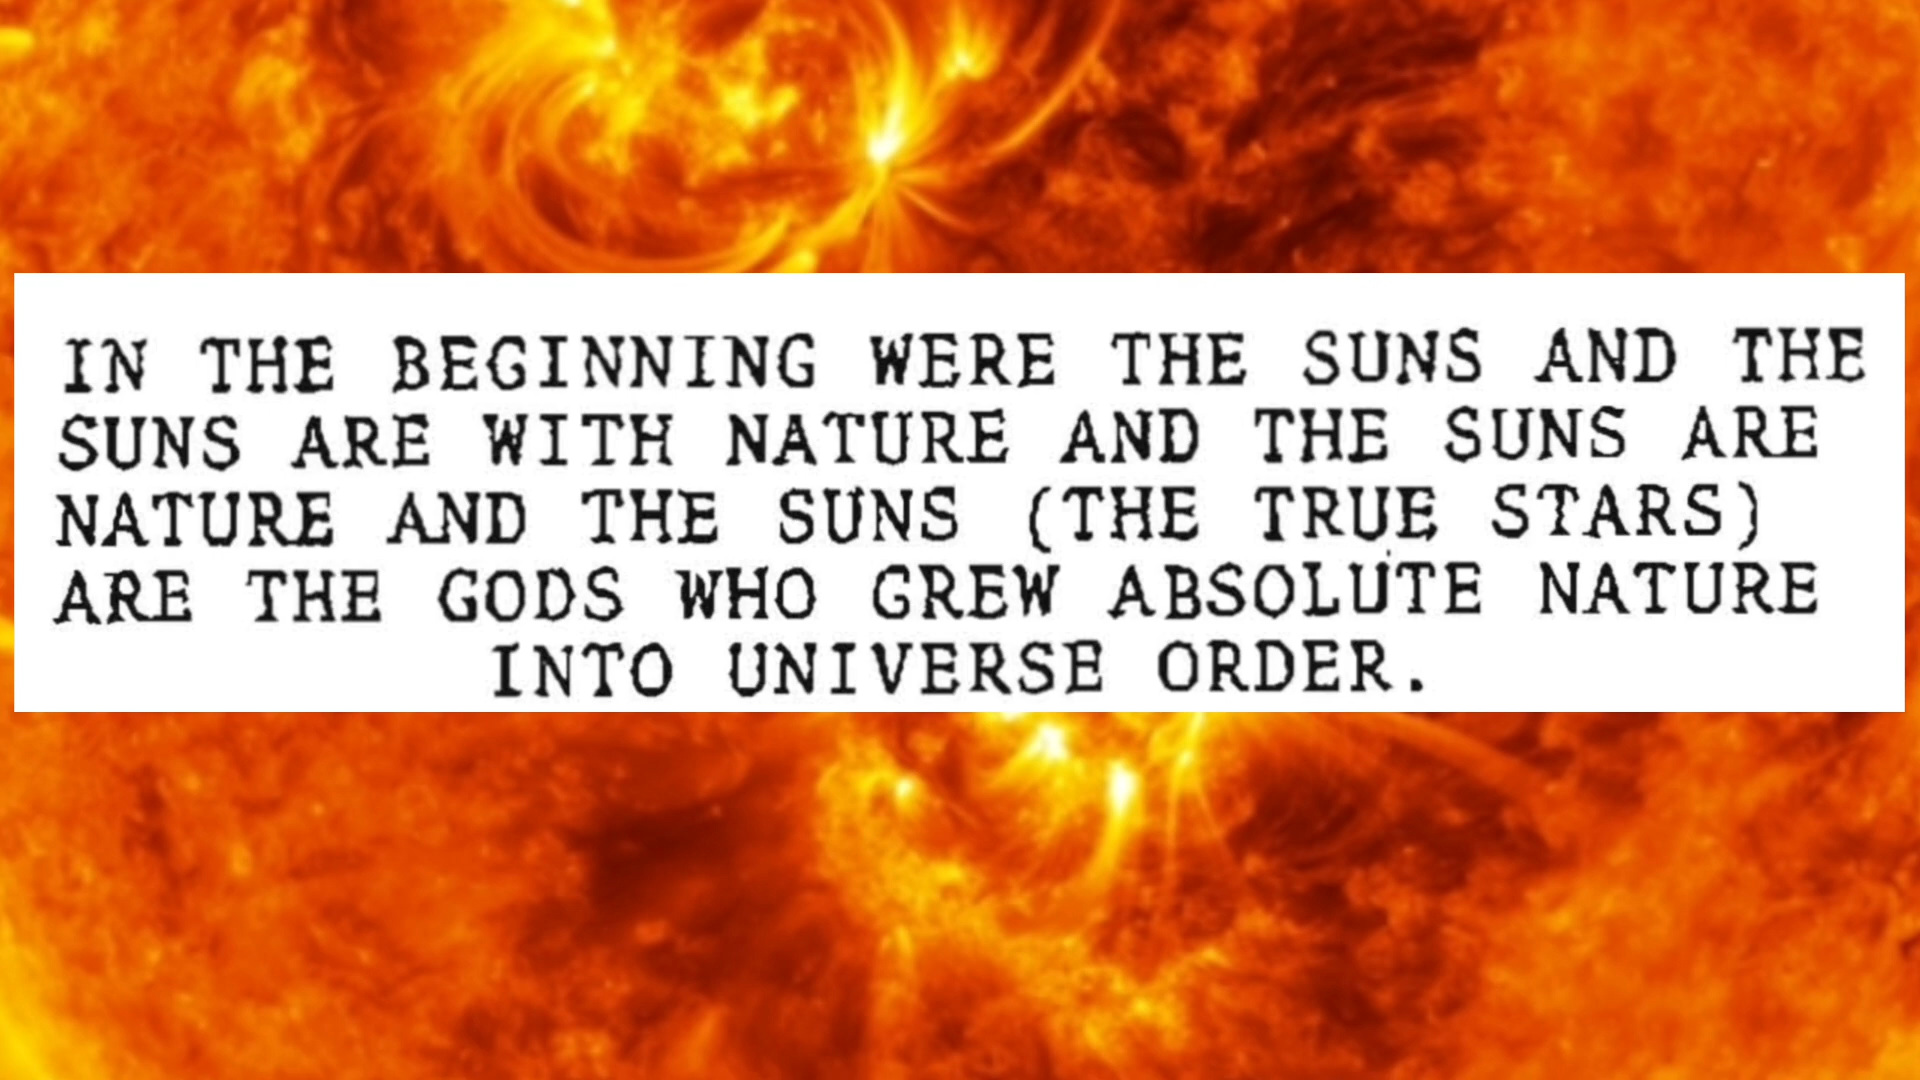 IN THE BEGINNING WERE THE SUNS AND THE
SUNS ARE WITH NATURE AND THE SUNS ARE
NATURE AND THE SUNS (THE TRUE STARS)
ARE THE GODS WHO GREW ABSOLUTE NATURE
INTO UNIVERSE ORDER.